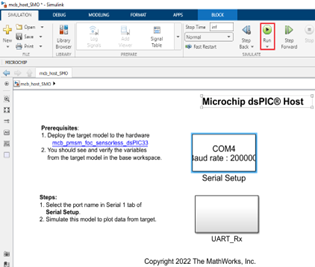 mcb_host_SMO * - Simulink
SIMULATION DEBUG MODELING FORMAT APPS BLOCK
New
Open
Save
Print
FILE
Library Browser
LIBRARY
Log Signals
Add Viewer
Signal Table
PREPARE
Stop Time inf
Normal
Fast Restart
Step Back
Run
Step Forward
Stop
SIMULATE
MICROCHIP
mcb_host_SMO
mcb_host_SMO
Microchip dsPIC® Host
Prerequisites:
1. Deploy the target model to the hardware
mcb_pmsm_foc_sensorless_dsPIC33
2. You should see and verify the variables
from the target model in the base workspace.
COM4
Baud rate : 200000
Serial Setup
Steps:
1. Select the port name in Serial 1 tab of
Serial Setup.
2. Simulate this model to plot data from target.
UART_Rx
Copyright 2022 The MathWorks, Inc.